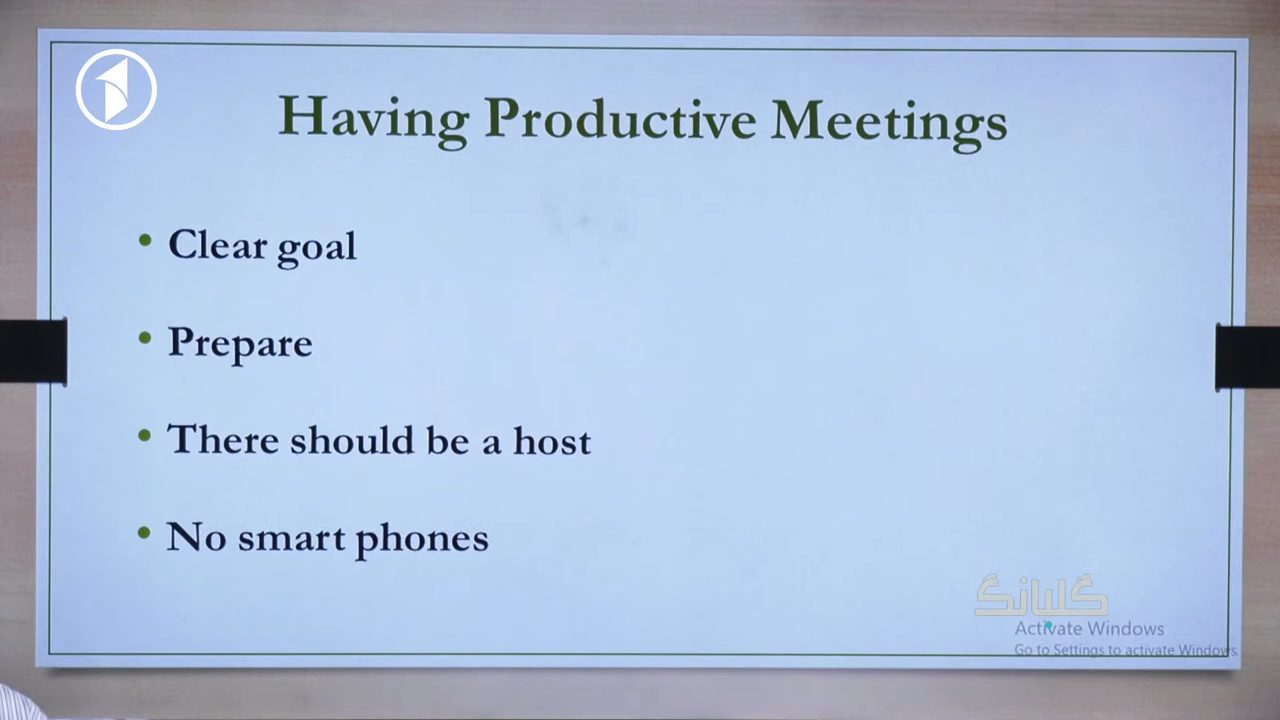 Having Productive Meetings
• Clear goal
• Prepare
• There should be a host
• No smart phones
گلبانگ
Activate Windows
Go to Settings to activate Windows.